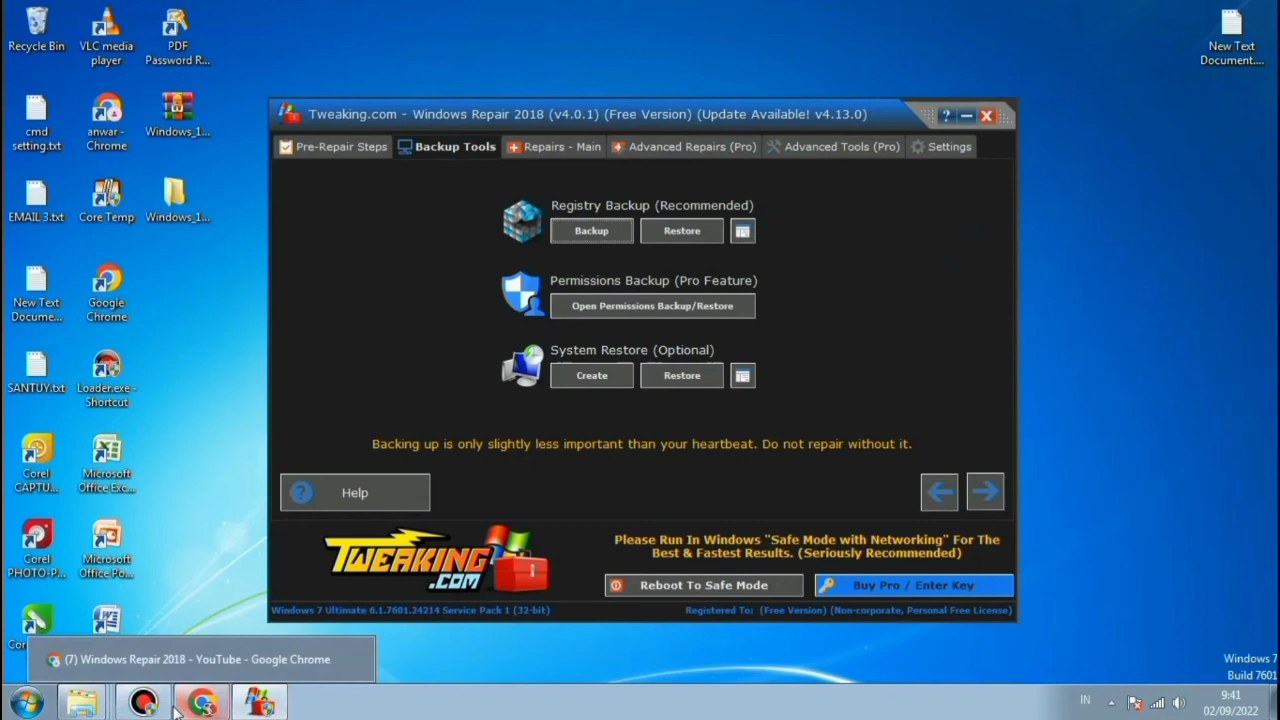 Recycle Bin
VLC media
player
PDF
Password R...
New Text
Document....
cmd
setting.txt
anwar -
Chrome
Windows_1...
EMAIL 3.txt
Core Temp
Windows_1...
New Text
Docume...
Google
Chrome
SANTUY.txt
Loader.exe -
Shortcut
Corel
CAPTU...
Microsoft
Office Exc...
Corel
PHOTO-P...
Microsoft
Office Po...
Tweaking.com - Windows Repair 2018 (v4.0.1) (Free Version) (Update Available! v4.13.0)
Pre-Repair Steps
Backup Tools
Repairs - Main
Advanced Repairs (Pro)
Advanced Tools (Pro)
Settings
Registry Backup (Recommended)
Backup
Restore
Permissions Backup (Pro Feature)
Open Permissions Backup/Restore
System Restore (Optional)
Create
Restore
Backing up is only slightly less important than your heartbeat. Do not repair without it.
? Help
TWEAKING
.COM
Please Run In Windows "Safe Mode with Networking" For The
Best & Fastest Results. (Seriously Recommended)
Reboot To Safe Mode
Buy Pro / Enter Key
Windows 7 Ultimate 6.1.7601.24214 Service Pack 1 (32-bit)
Registered To: (Free Version) (Non-corporate, Personal Free License)
(7) Windows Repair 2018 - YouTube - Google Chrome
Windows 7
Build 7601
IN
9:41
02/09/2022